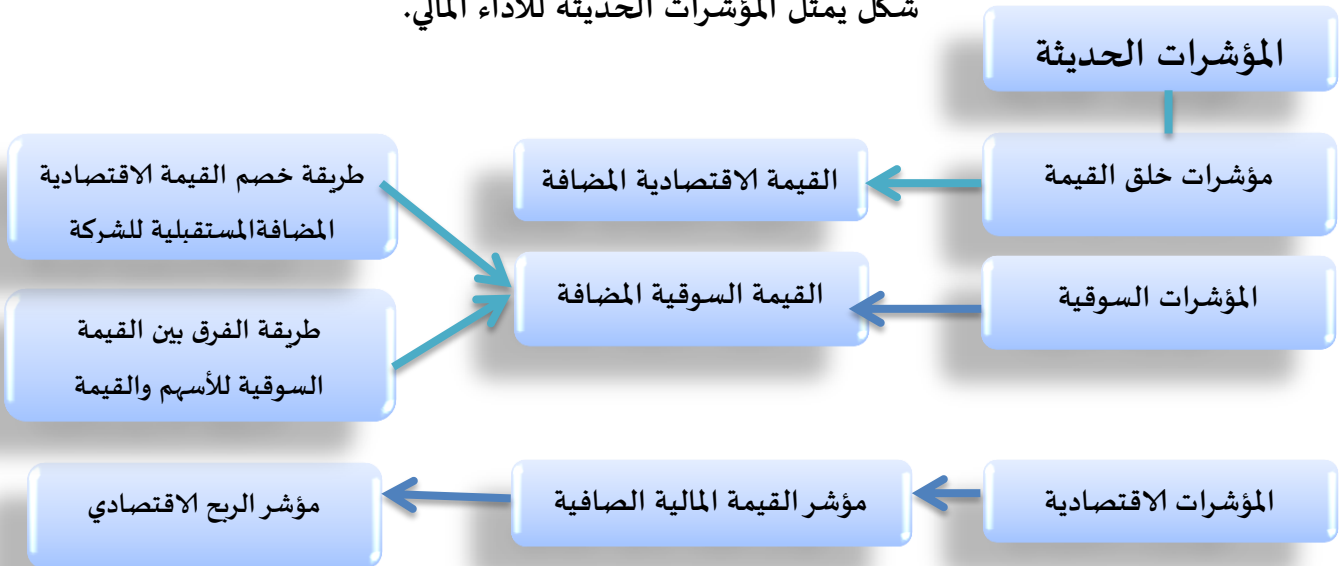 شكل يمثل المؤشرات الحديثة للأداء المالي.
المؤشرات الحديثة
مؤشرات خلق القيمة
القيمة الاقتصادية المضافة
طريقة خصم القيمة الاقتصادية
المضافةالمستقبلية للشركة
المؤشرات السوقية
القيمة السوقية المضافة
طريقة الفرق بين القيمة
السوقية للأسهم والقيمة
المؤشرات الاقتصادية
مؤشر القيمة المالية الصافية
مؤشر الربح الاقتصادي